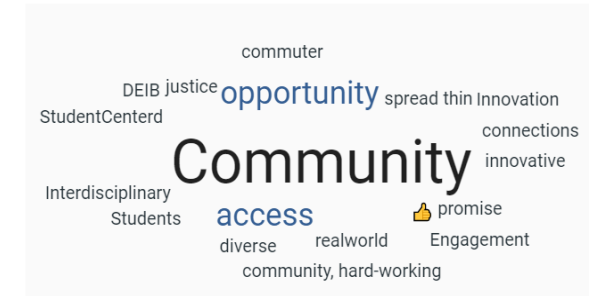 commuter
DEIB justice opportunity spread thin Innovation
StudentCenterd
connections
Community innovative
Interdisciplinary
Students access 👍 promise
diverse realworld Engagement
community, hard-working